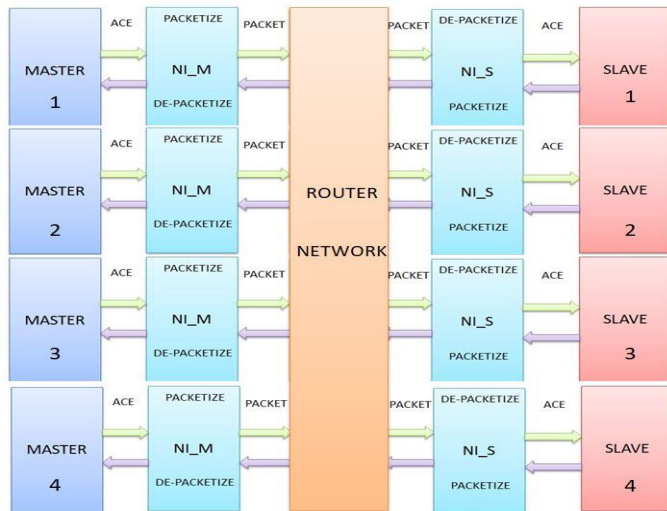 ACE PACKETIZE PACKET PACKET DE-PACKETIZE ACE
MASTER NI_M NI_S SLAVE
1 DE-PACKETIZE PACKETIZE 1
ACE PACKETIZE PACKET PACKET DE-PACKETIZE ACE
MASTER NI_M ROUTER NI_S SLAVE
2 DE-PACKETIZE PACKETIZE 2
NETWORK
ACE PACKETIZE PACKET PACKET DE-PACKETIZE ACE
MASTER NI_M NI_S SLAVE
3 DE-PACKETIZE PACKETIZE 3
ACE PACKETIZE PACKET PACKET DE-PACKETIZE ACE
MASTER NI_M NI_S SLAVE
4 DE-PACKETIZE PACKETIZE 4